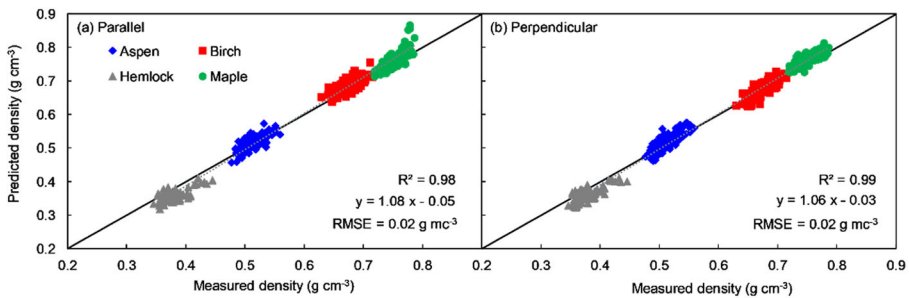 (a) Parallel
Aspen
Birch
Hemlock
Maple
R² = 0.98
y = 1.08 x - 0.05
RMSE = 0.02 g mc⁻³
Predicted density (g cm⁻³)
0.9
0.8
0.7
0.6
0.5
0.4
0.3
0.2
0.2 0.3 0.4 0.5 0.6 0.7 0.8
Measured density (g cm⁻³)
(b) Perpendicular
R² = 0.99
y = 1.06 x - 0.03
RMSE = 0.02 g mc⁻³
0.2 0.3 0.4 0.5 0.6 0.7 0.8 0.9
Measured density (g cm⁻³)